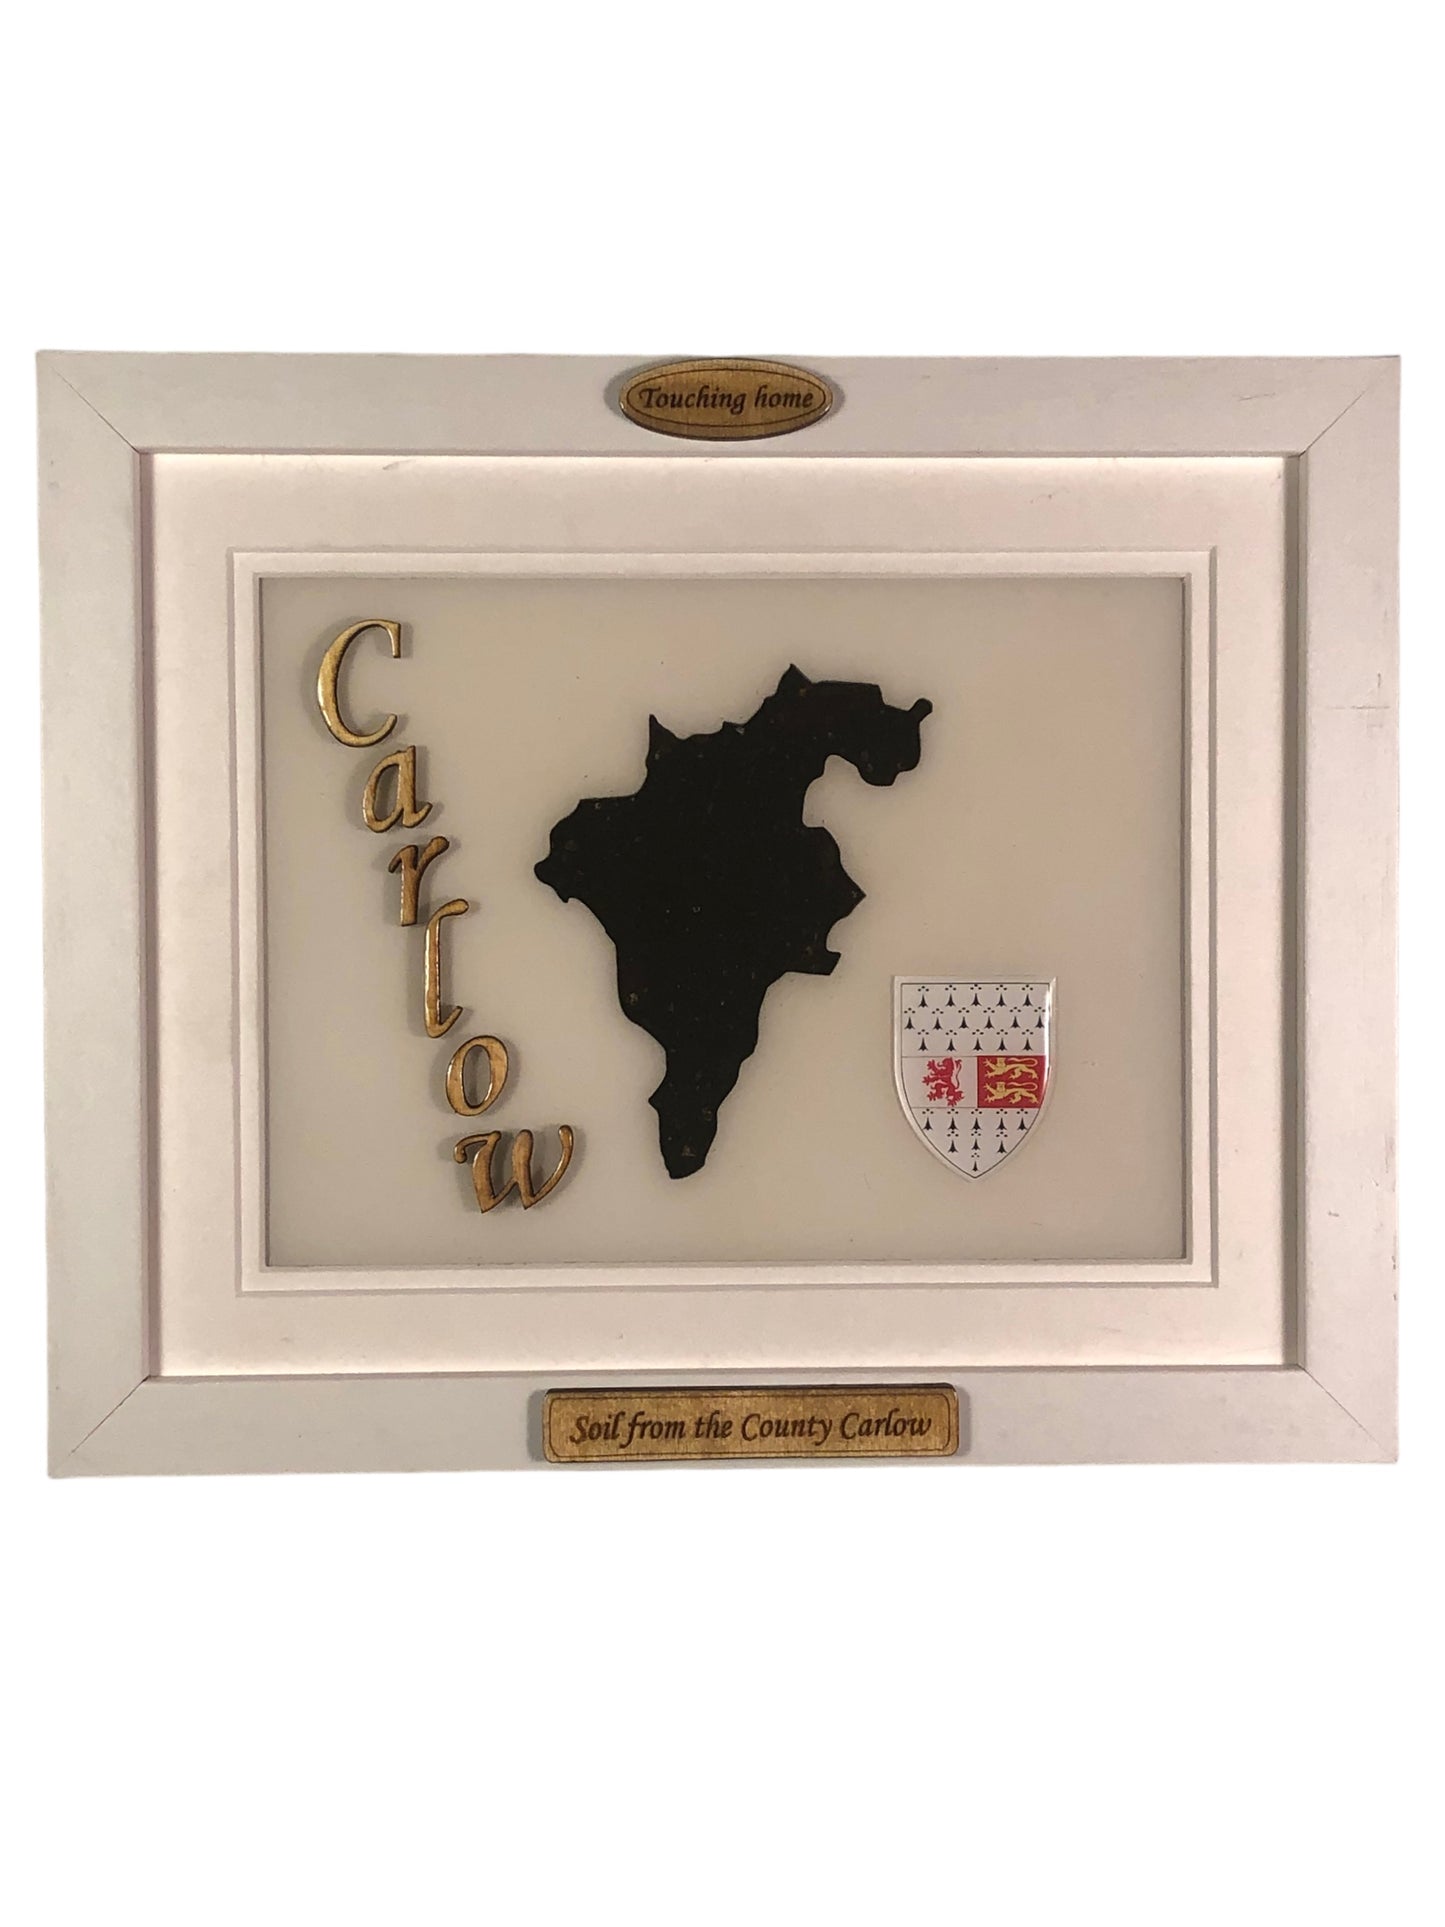 Touching home
Carlow
Soil from the County Carlow